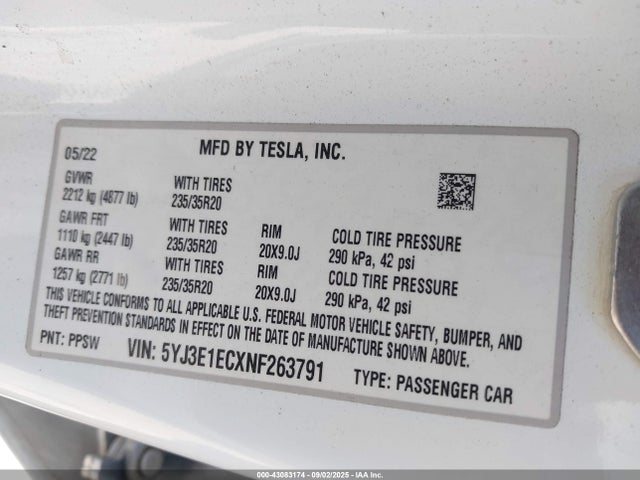 MFD BY TESLA, INC.
05/22
GVWR
2212 kg (4877 lb)
WITH TIRES
235/35R20
GAWR FRT
1110 kg (2447 lb)
WITH TIRES
235/35R20
RIM
20X9.0J
COLD TIRE PRESSURE
290 kPa, 42 psi
GAWR RR
1257 kg (2771 lb)
WITH TIRES
235/35R20
RIM
20X9.0J
COLD TIRE PRESSURE
290 kPa, 42 psi
THIS VEHICLE CONFORMS TO ALL APPLICABLE U.S. FEDERAL MOTOR VEHICLE SAFETY, BUMPER, AND
THEFT PREVENTION STANDARDS IN EFFECT ON THE DATE OF MANUFACTURE SHOWN ABOVE.
PNT: PPSW
VIN: 5YJ3E1ECXNF263791
TYPE: PASSENGER CAR
000-43083174 - 09/02/2025 - IAAI